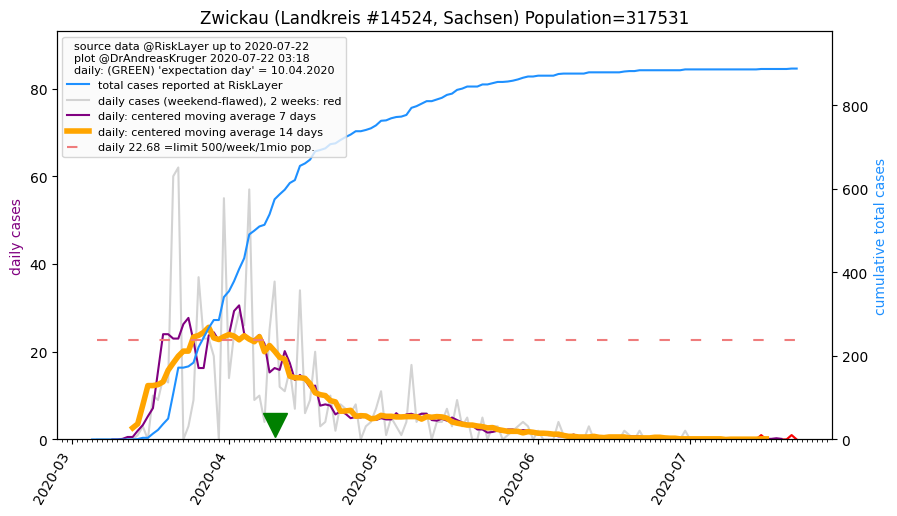 Zwickau (Landkreis #14524, Sachsen) Population=317531
source data @RiskLayer up to 2020-07-22
plot @DrAndreasKruger 2020-07-22 03:18
daily: (GREEN) 'expectation day' = 10.04.2020
total cases reported at RiskLayer
daily cases (weekend-flawed), 2 weeks: red
daily: centered moving average 7 days
daily: centered moving average 14 days
daily 22.68 =limit 500/week/1mio pop.
daily cases
80
60
40
20
0
cumulative total cases
800
600
400
200
0
2020-03
2020-04
2020-05
2020-06
2020-07